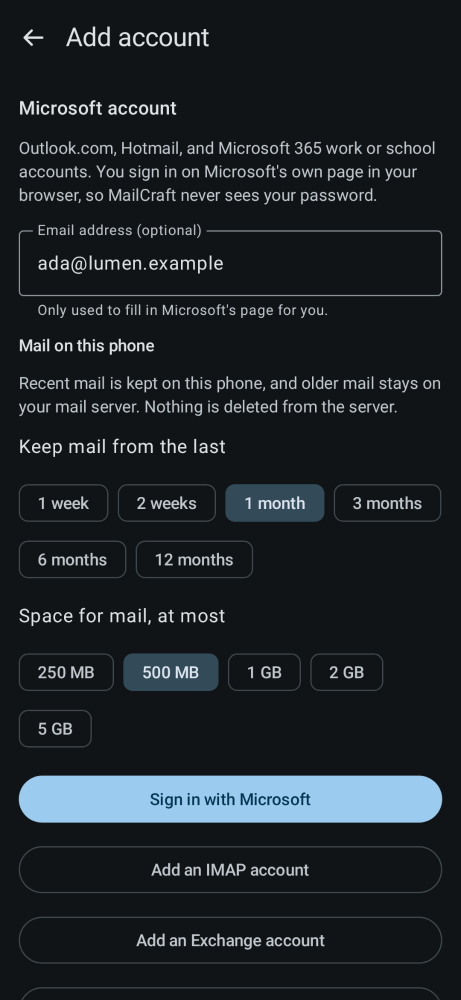 Add account
Microsoft account
Outlook.com, Hotmail, and Microsoft 365 work or school
accounts. You sign in on Microsoft's own page in your
browser, so MailCraft never sees your password.
Email address (optional)
ada@lumen.example
Only used to fill in Microsoft's page for you.
Mail on this phone
Recent mail is kept on this phone, and older mail stays on
your mail server. Nothing is deleted from the server.
Keep mail from the last
1 week 2 weeks 1 month 3 months
6 months 12 months
Space for mail, at most
250 MB 500 MB 1 GB 2 GB
5 GB
Sign in with Microsoft
Add an IMAP account
Add an Exchange account